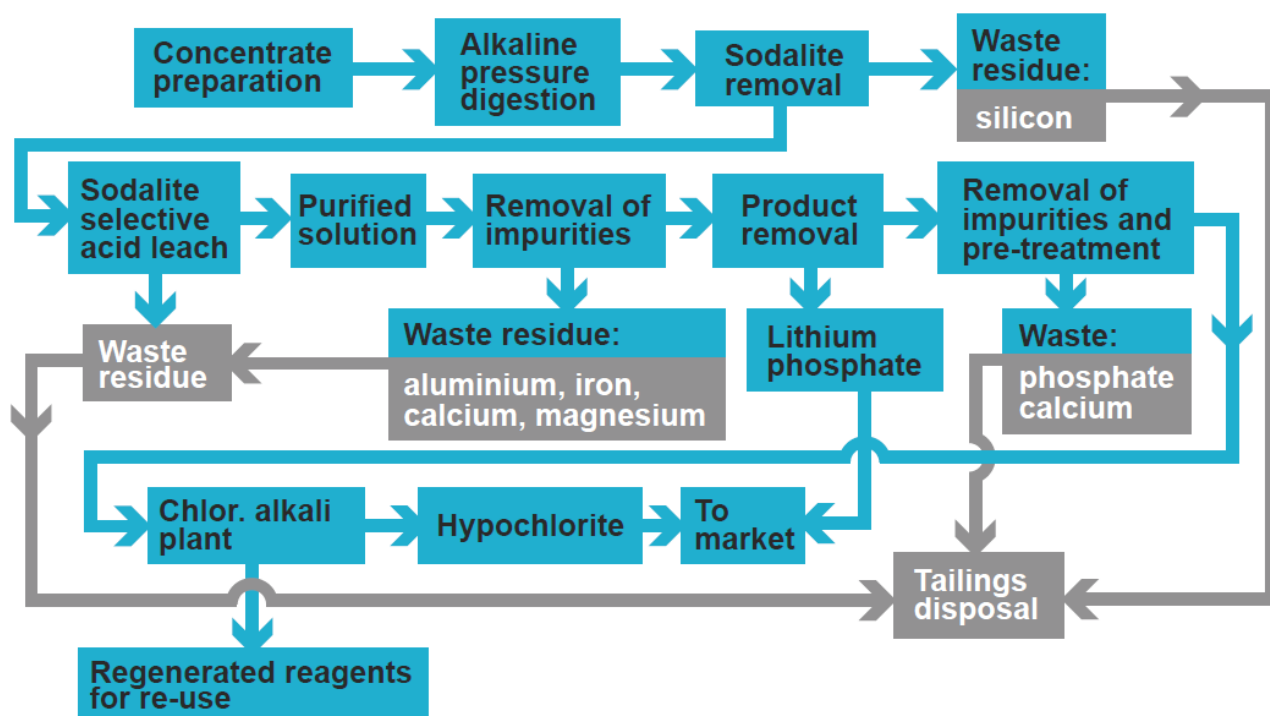 Concentrate
preparation
Alkaline
pressure
digestion
Sodalite
removal
Waste
residue:
silicon
Sodalite
selective
acid leach
Purified
solution
Removal of
impurities
Product
removal
Removal of
impurities and
pre-treatment
Waste
residue
Waste residue:
aluminium, iron,
calcium, magnesium
Lithium
phosphate
Waste:
phosphate
calcium
Chlor. alkali
plant
Hypochlorite
To
market
Tailings
disposal
Regenerated reagents
for re-use